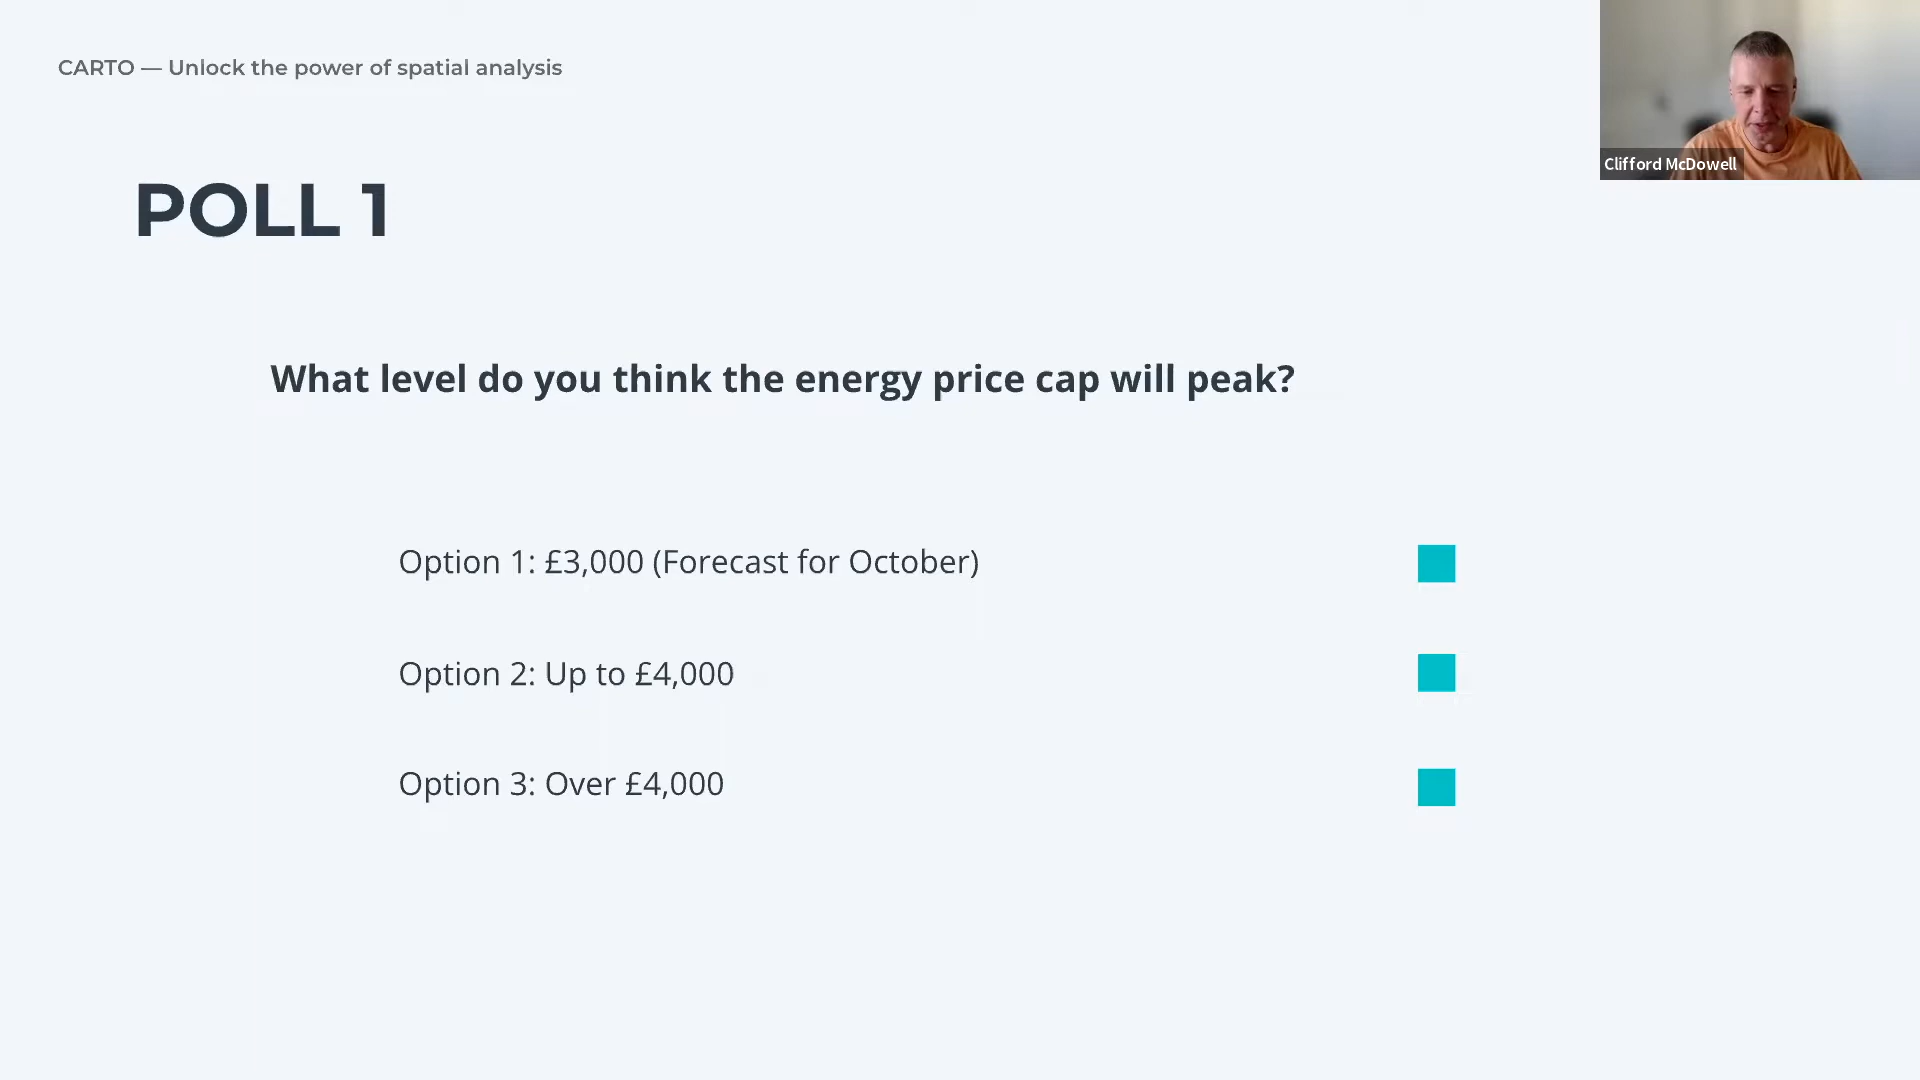 CARTO — Unlock the power of spatial analysis
Clifford McDowell
POLL 1
What level do you think the energy price cap will peak?
Option 1: £3,000 (Forecast for October)
Option 2: Up to £4,000
Option 3: Over £4,000